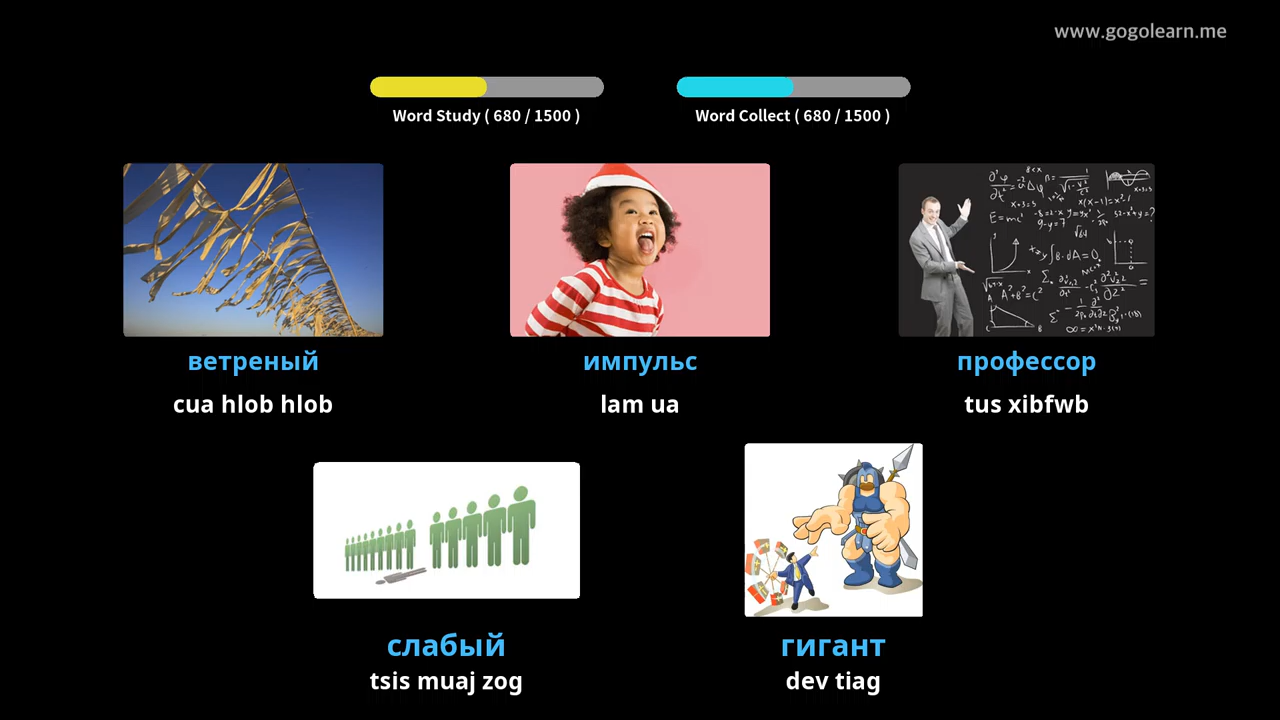 www.gogolearn.me
Word Study ( 680 / 1500 )
Word Collect ( 680 / 1500 )
ветреный
импульс
профессор
cua hlob hlob
lam ua
tus xibfwb
слабый
гигант
tsis muaj zog
dev tiag